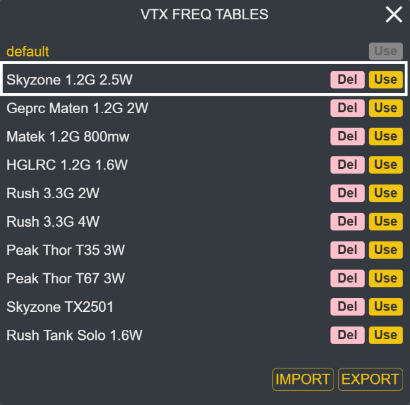 VTX FREQ TABLES
default Use
Skyzone 1.2G 2.5W Del Use
Geprc Maten 1.2G 2W Del Use
Matek 1.2G 800mw Del Use
HGLRC 1.2G 1.6W Del Use
Rush 3.3G 2W Del Use
Rush 3.3G 4W Del Use
Peak Thor T35 3W Del Use
Peak Thor T67 3W Del Use
Skyzone TX2501 Del Use
Rush Tank Solo 1.6W Del Use
IMPORT EXPORT